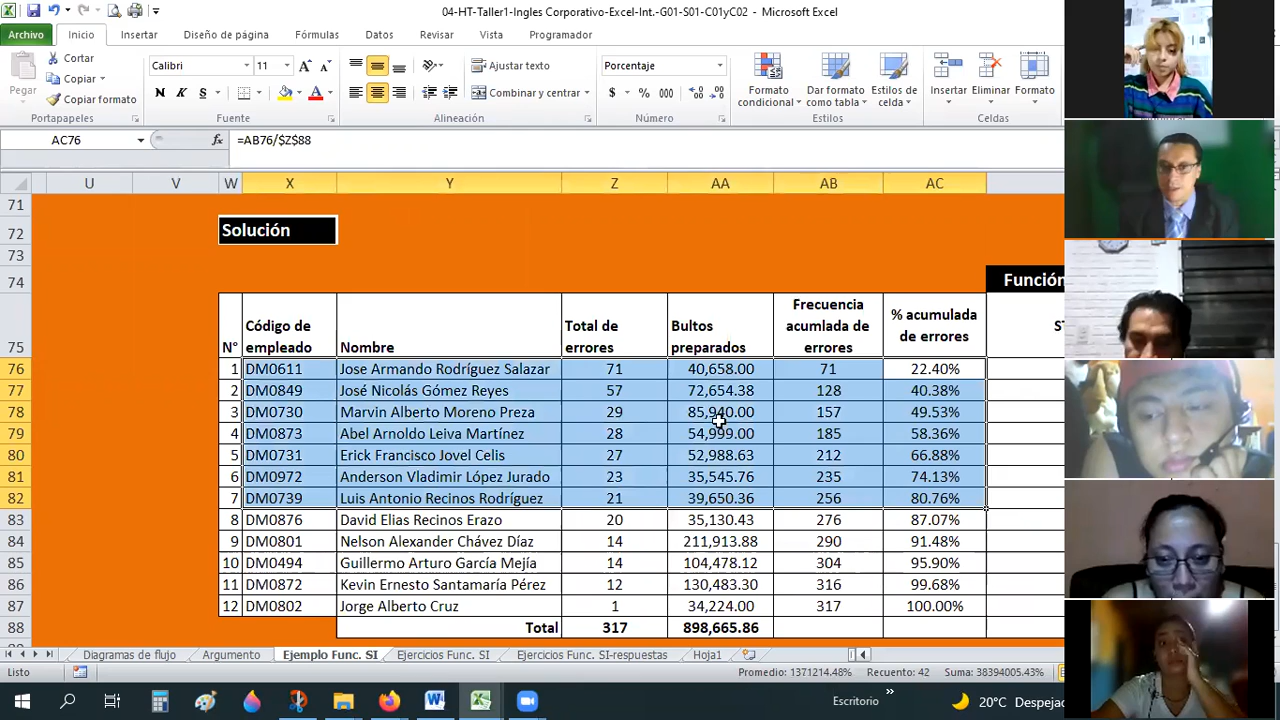 04-HT-Taller1-Ingles Corporativo-Excel-Int.-G01-S01-C01yC02 - Microsoft Excel
Archivo Inicio Insertar Diseño de página Fórmulas Datos Revisar Vista Programador
Pegar
Cortar
Copiar
Copiar formato
Portapapeles
Calibri 11
N K S
Fuente
Ajustar texto
Combinar y centrar
Alineación
Porcentaje
$ % 000
Número
Formato condicional
Dar formato como tabla
Estilos de celda
Estilos
Insertar Eliminar Formato
Celdas
AC76 fx =AB76/$Z$88
U V W X Y Z AA AB AC
71
72 Solución
73
74 Función
75 N° Código de empleado Nombre Total de errores Bultos preparados Frecuencia acumlada de errores % acumulada de errores
76 1 DM0611 Jose Armando Rodríguez Salazar 71 40,658.00 71 22.40%
77 2 DM0849 José Nicolás Gómez Reyes 57 72,654.38 128 40.38%
78 3 DM0730 Marvin Alberto Moreno Preza 29 85,940.00 157 49.53%
79 4 DM0873 Abel Arnoldo Leiva Martínez 28 54,999.00 185 58.36%
80 5 DM0731 Erick Francisco Jovel Celis 27 52,988.63 212 66.88%
81 6 DM0972 Anderson Vladimir López Jurado 23 35,545.76 235 74.13%
82 7 DM0739 Luis Antonio Recinos Rodríguez 21 39,650.36 256 80.76%
83 8 DM0876 David Elias Recinos Erazo 20 35,130.43 276 87.07%
84 9 DM0801 Nelson Alexander Chávez Díaz 14 211,913.88 290 91.48%
85 10 DM0494 Guillermo Arturo García Mejía 14 104,478.12 304 95.90%
86 11 DM0872 Kevin Ernesto Santamaría Pérez 12 130,483.30 316 99.68%
87 12 DM0802 Jorge Alberto Cruz 1 34,224.00 317 100.00%
88 Total 317 898,665.86
Diagramas de flujo Argumento Ejemplo Func. SI Ejercicios Func. SI Ejercicios Func. SI-respuestas Hoja1
Listo Promedio: 1371214.48% Recuento: 42 Suma: 38394005.43%
Escritorio » 20°C Despejac